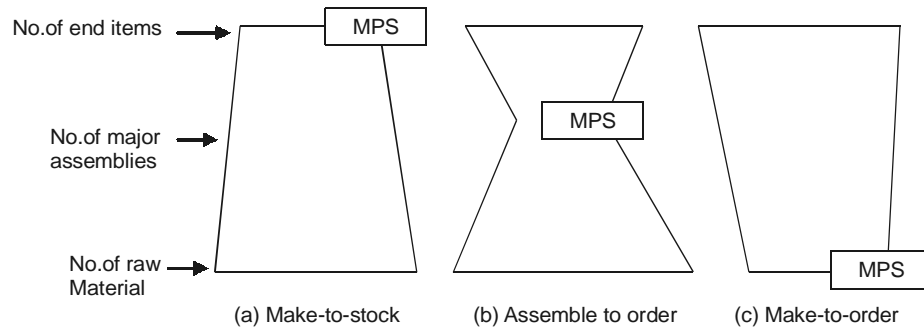 No.of end items
MPS
No.of major
assemblies
MPS
No.of raw
Material
MPS
(a) Make-to-stock
(b) Assemble to order
(c) Make-to-order